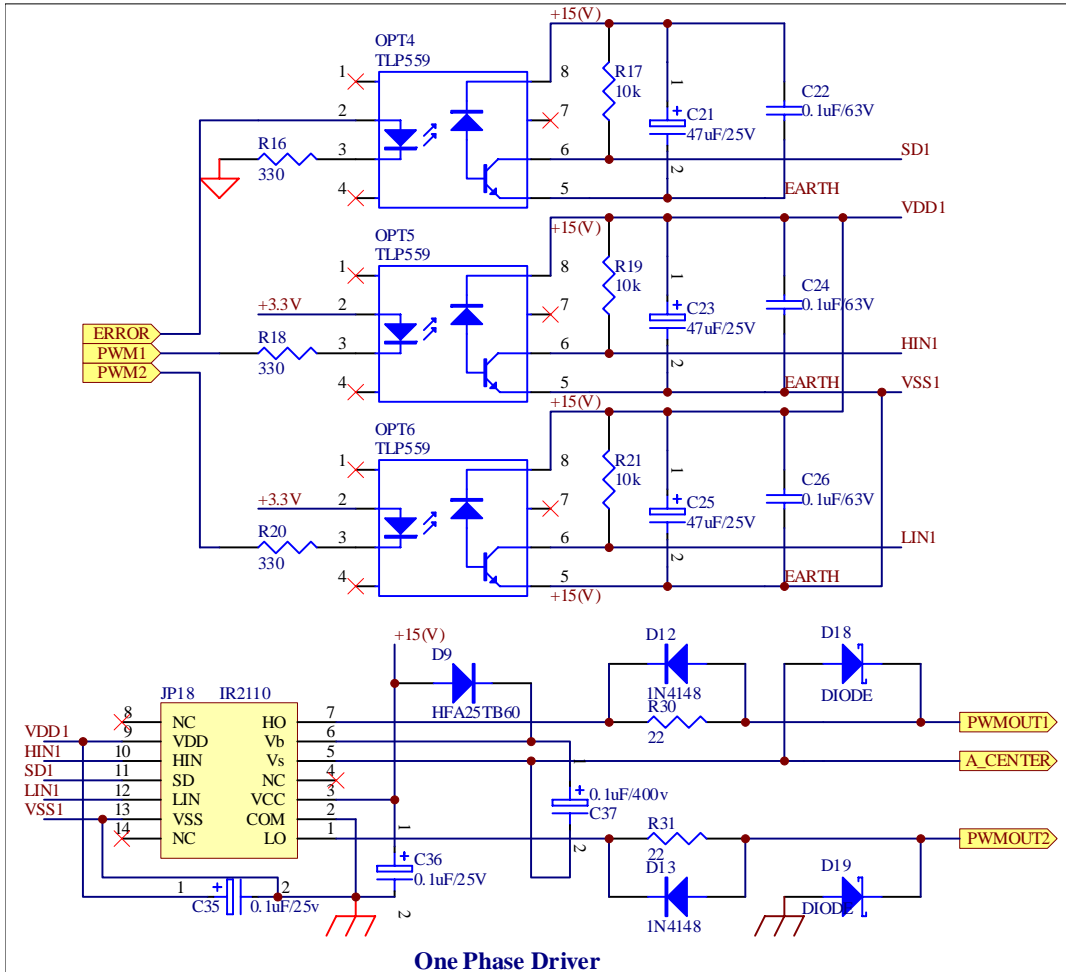 +15(V)
OPT4
TLP559
1
2
3
4
8
7
6
5
R16
330
R17
10k
1
C21
47uF/25V
2
C22
0.1uF/63V
SD1
EARTH
VDD1
+15(V)
OPT5
TLP559
1
2
3
4
8
7
6
5
+3.3V
R18
330
ERROR
PWM1
PWM2
R19
10k
1
C23
47uF/25V
2
C24
0.1uF/63V
HIN1
EARTH
VSS1
+15(V)
OPT6
TLP559
1
2
3
4
8
7
6
5
+3.3V
R20
330
R21
10k
1
C25
47uF/25V
2
C26
0.1uF/63V
LIN1
EARTH
+15(V)
+15(V)
D9
HFA25TB60
D12
1N4148
R30
22
D18
DIODE
JP18 IR2110
8 NC HO 7
VDD1 9 VDD Vb 6
HIN1 10 HIN Vs 5
SD1 11 SD NC 4
LIN1 12 LIN VCC 3
VSS1 13 VSS COM 2
14 NC LO 1
PWMOUT1
A_CENTER
PWMOUT2
1
0.1uF/400v
C37
2
R31
22
D13
1N4148
D19
DIODE
1
C36
0.1uF/25V
2
1
2
C35
0.1uF/25v
One Phase Driver